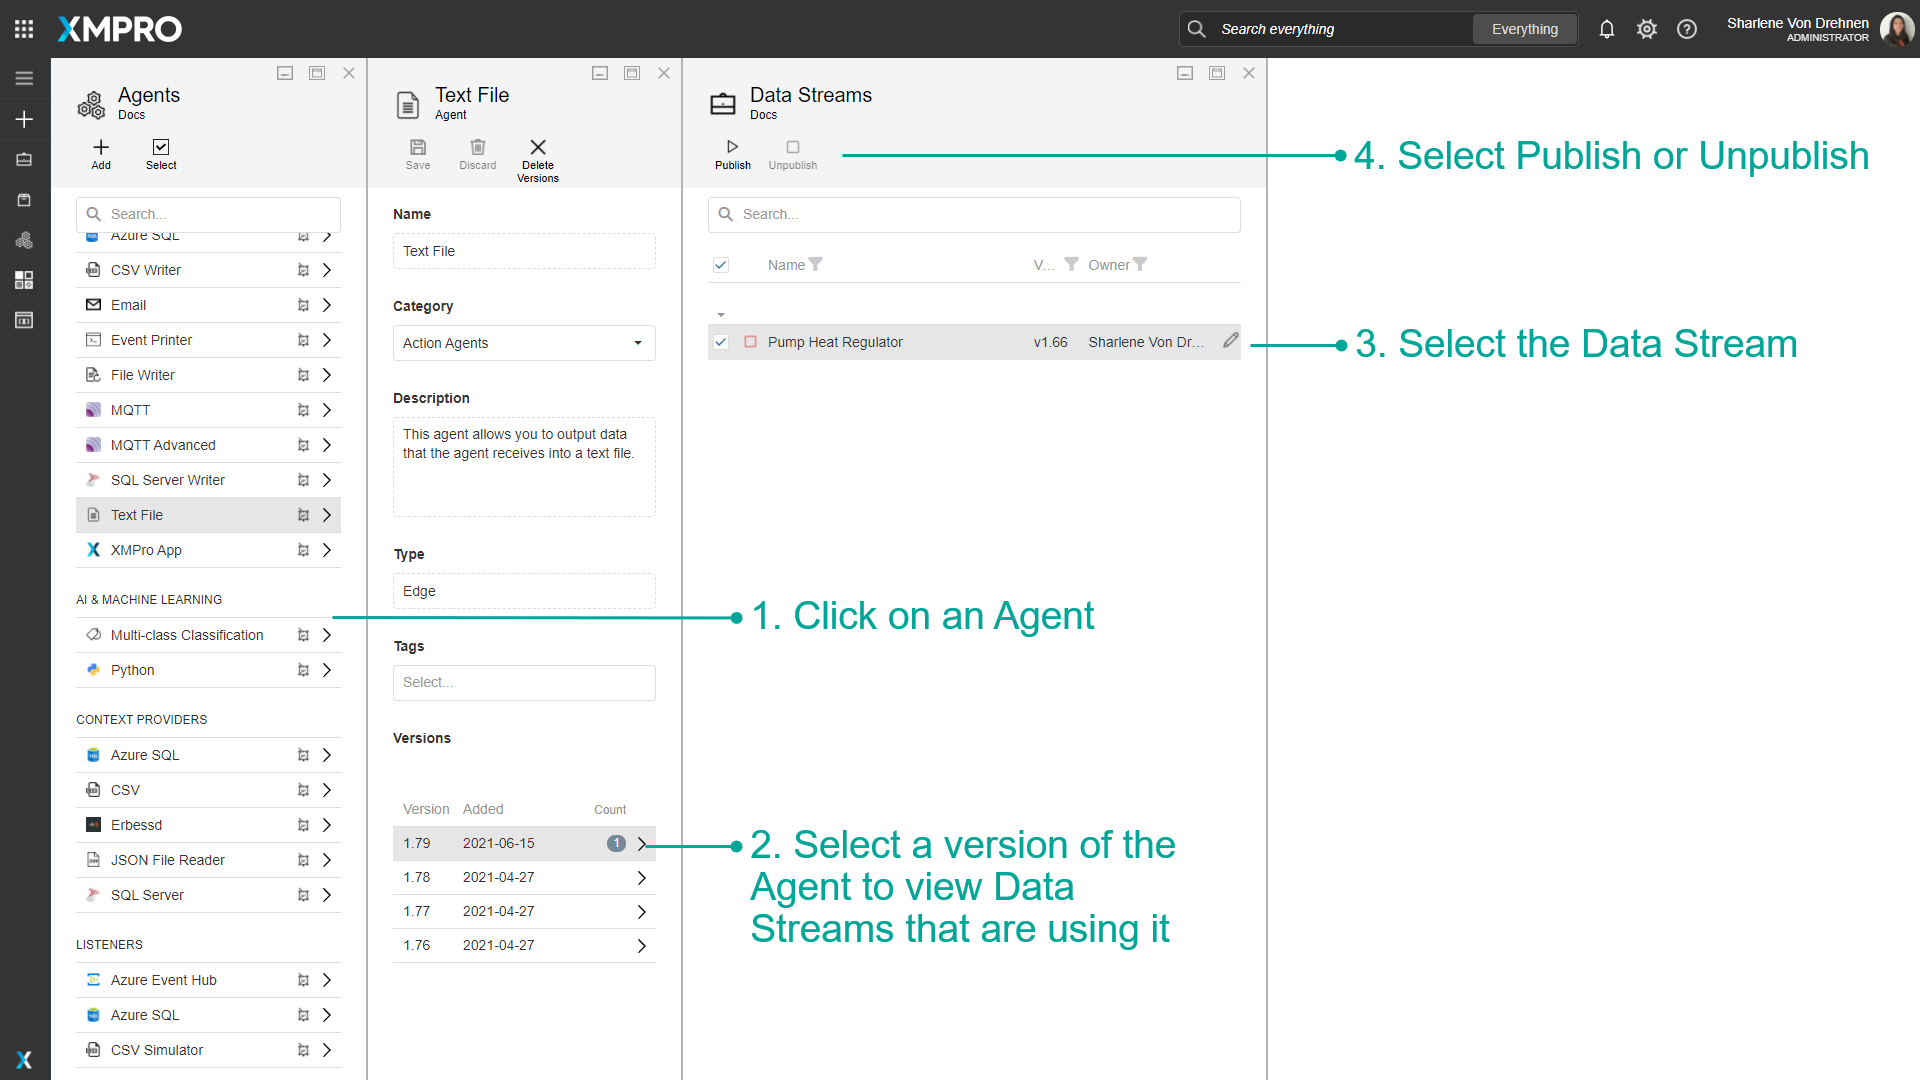 XMPRO
Search everything
Everything
Sharlene Von Drehnen
ADMINISTRATOR
Agents
Docs
Add
Select
Search...
Azure SQL
CSV Writer
Email
Event Printer
File Writer
MQTT
MQTT Advanced
SQL Server Writer
Text File
XMPro App
AI & MACHINE LEARNING
Multi-class Classification
Python
CONTEXT PROVIDERS
Azure SQL
CSV
Erbessd
JSON File Reader
SQL Server
LISTENERS
Azure Event Hub
Azure SQL
CSV Simulator
Text File
Agent
Save
Discard
Delete
Versions
Name
Text File
Category
Action Agents
Description
This agent allows you to output data
that the agent receives into a text file.
Type
Edge
Tags
Select...
Versions
Version Added Count
1.79 2021-06-15 1
1.78 2021-04-27
1.77 2021-04-27
1.76 2021-04-27
Data Streams
Docs
Publish
Unpublish
Search...
Name V... Owner
Pump Heat Regulator v1.66 Sharlene Von Dr...
4. Select Publish or Unpublish
3. Select the Data Stream
1. Click on an Agent
2. Select a version of the
Agent to view Data
Streams that are using it